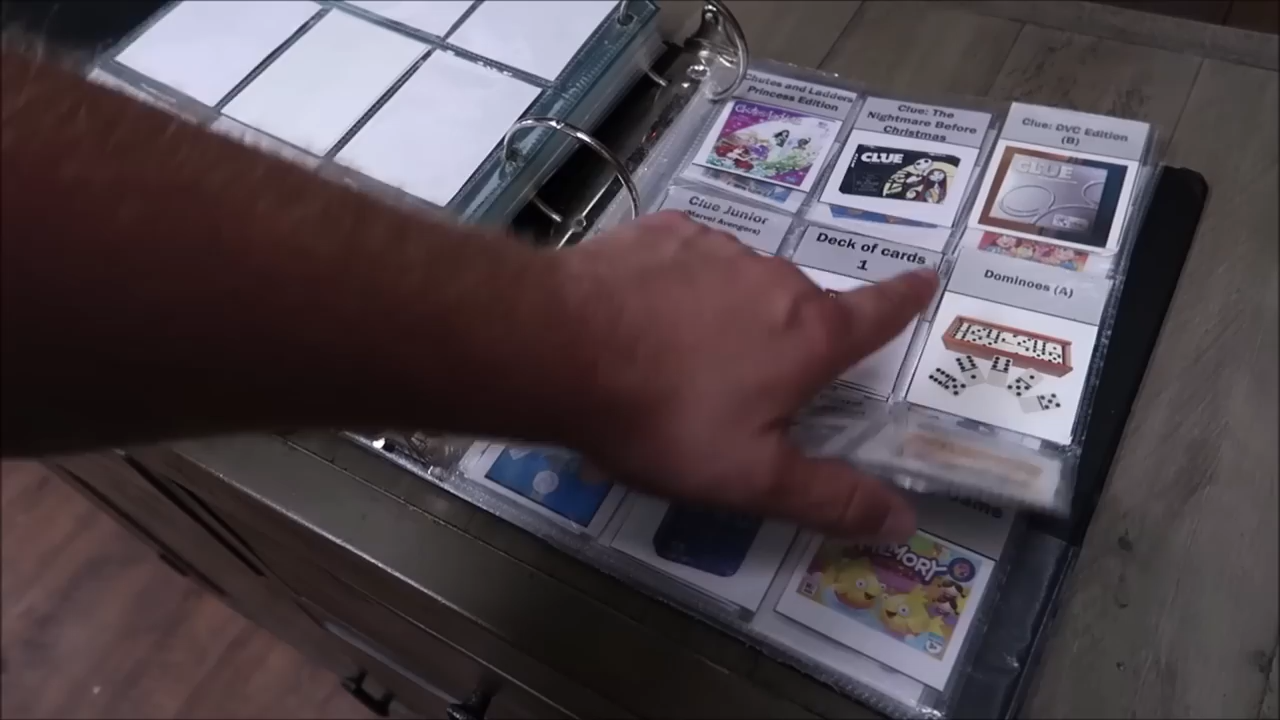 Chutes and Ladders
Princess Edition
Clue: The
Nightmare Before
Christmas
CLUE
Clue: DVC Edition
(B)
CLUE
Clue Junior
(Marvel Avengers)
Deck of cards
1
Dominoes (A)
MEMORY